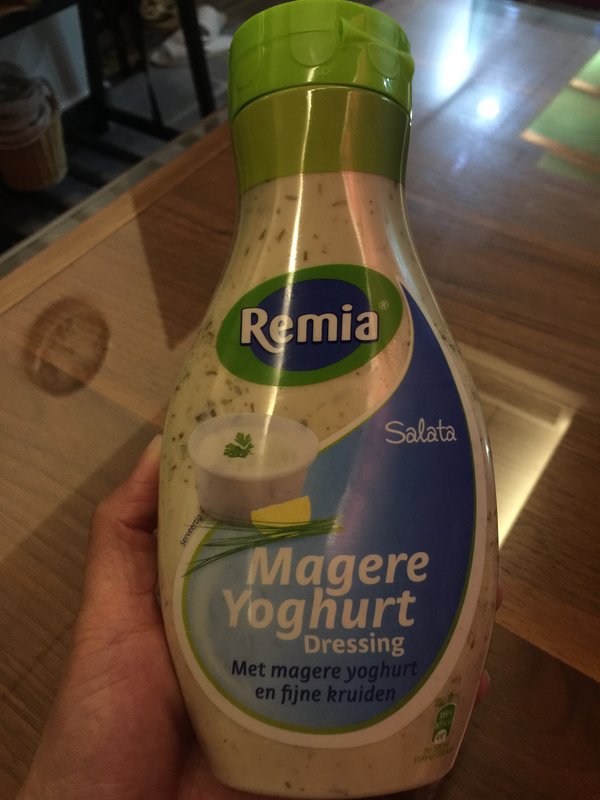 Remia®
Salata
Magere
Yoghurt
Dressing
Met magere yoghurt
en fijne kruiden